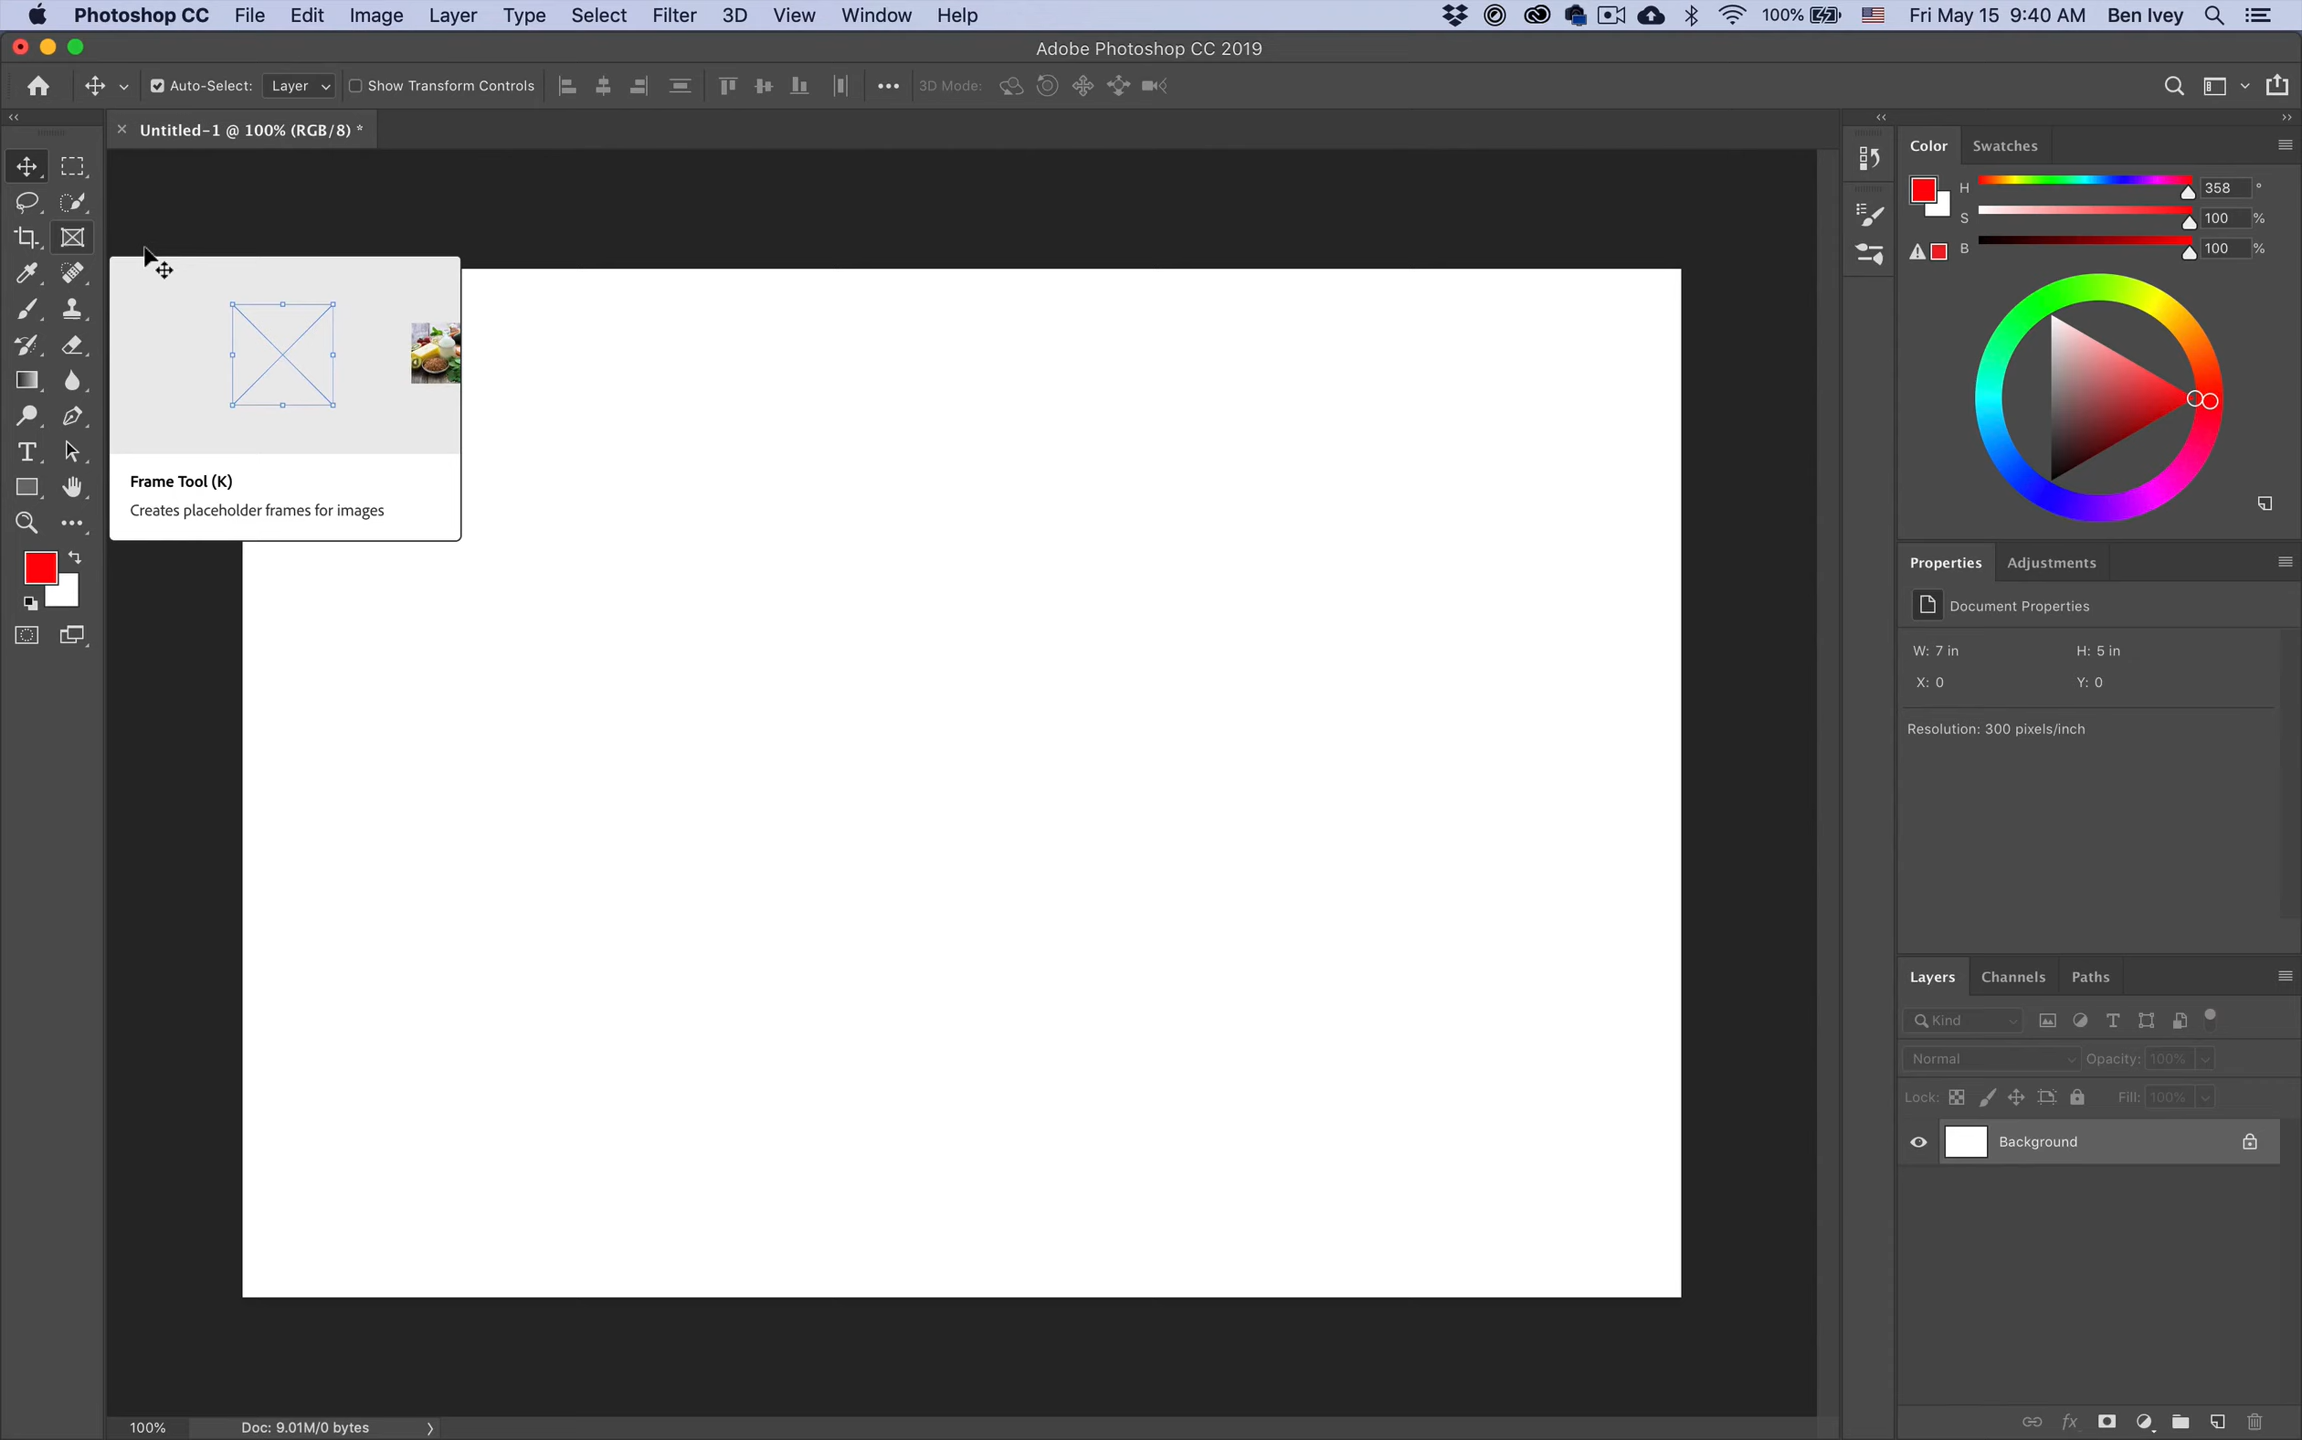 Photoshop CC File Edit Image Layer Type Select Filter 3D View Window Help 100% Fri May 15 9:40 AM Ben Ivey
Adobe Photoshop CC 2019
Auto-Select: Layer Show Transform Controls 3D Mode:
Untitled-1 @ 100% (RGB/8) *
Color Swatches
H 358 °
S 100 %
B 100 %
Frame Tool (K)
Creates placeholder frames for images
Properties Adjustments
Document Properties
W: 7 in H: 5 in
X: 0 Y: 0
Resolution: 300 pixels/inch
Layers Channels Paths
Kind
Normal Opacity: 100%
Lock: Fill: 100%
Background
fx
100% Doc: 9.01M/0 bytes